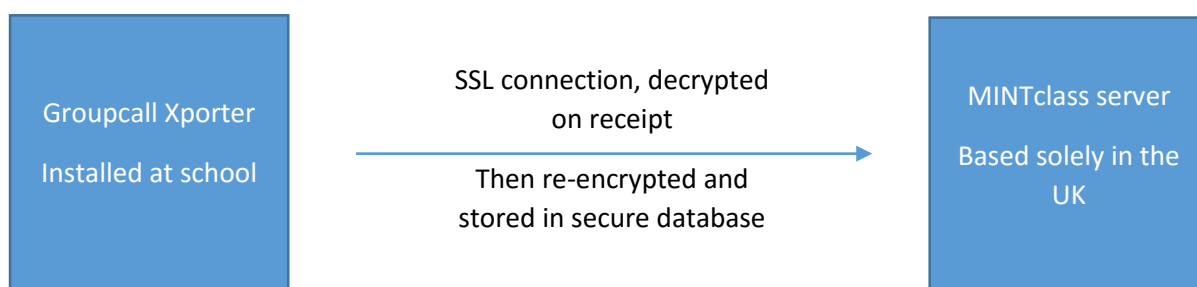 Groupcall Xporter
Installed at school
SSL connection, decrypted
on receipt
Then re-encrypted and
stored in secure database
MINTclass server
Based solely in the
UK